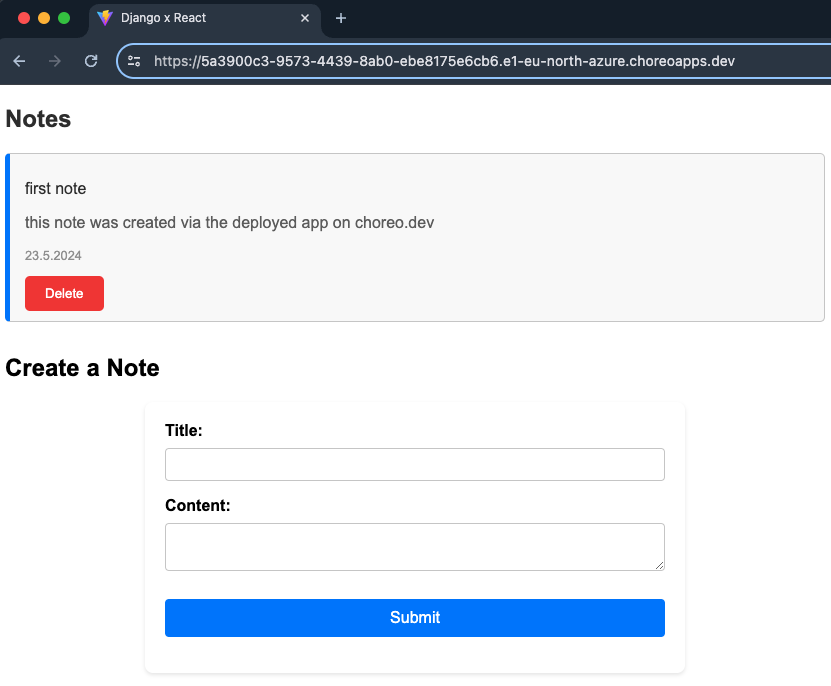 Django x React
https://5a3900c3-9573-4439-8ab0-ebe8175e6cb6.e1-eu-north-azure.choreoapps.dev
Notes
first note
this note was created via the deployed app on choreo.dev
23.5.2024
Delete
Create a Note
Title:
Content:
Submit